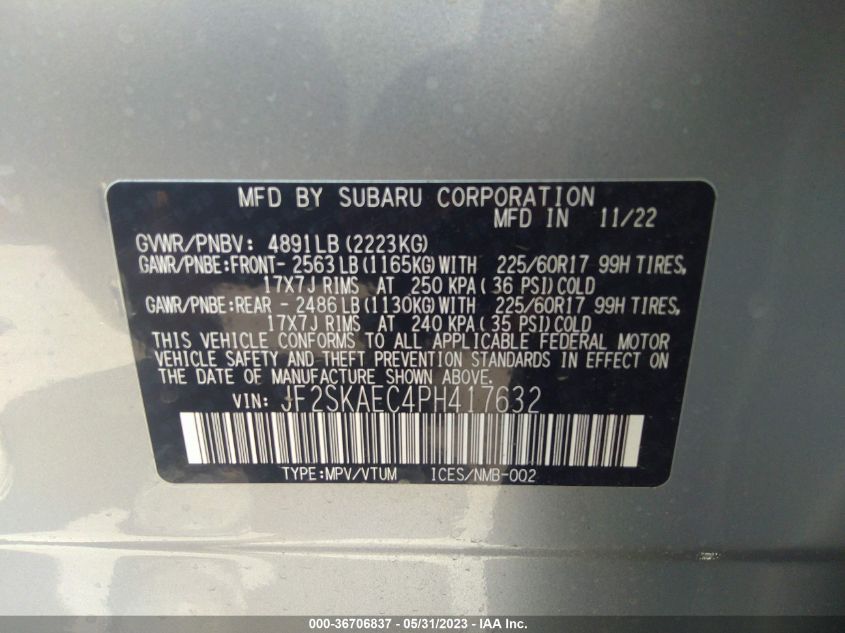 MFD BY SUBARU CORPORATION
MFD IN 11/22
GVWR/PNBV: 4891LB(2223KG)
GAWR/PNBE:FRONT- 2563LB(1165KG)WITH 225/60R17 99H TIRES,
17X7J RIMS AT 250 KPA(36 PSI)COLD
GAWR/PNBE:REAR - 2486LB(1130KG)WITH 225/60R17 99H TIRES,
17X7J RIMS AT 240 KPA(35 PSI)COLD
THIS VEHICLE CONFORMS TO ALL APPLICABLE FEDERAL MOTOR
VEHICLE SAFETY AND THEFT PREVENTION STANDARDS IN EFFECT ON
THE DATE OF MANUFACTURE SHOWN ABOVE.
VIN: JF2SKAEC4PH417632
TYPE:MPV/VTUM ICES/NMB-002
000-36706837 - 05/31/2023 - IAA Inc.